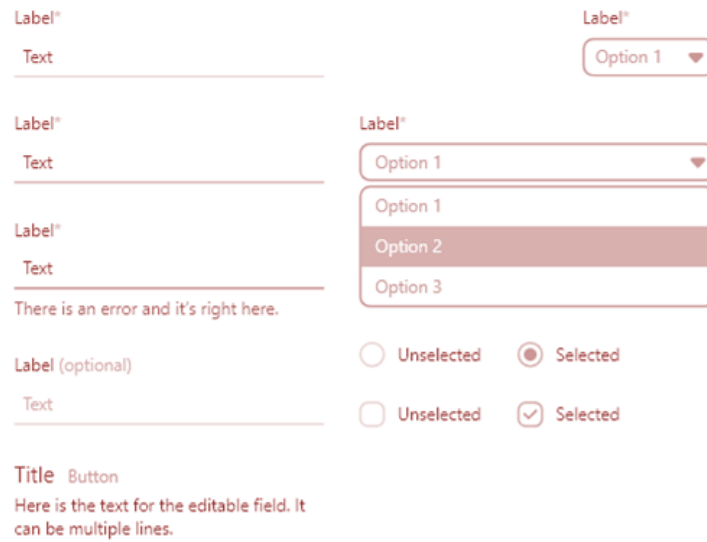 Label*
Text
Label*
Option 1
Label*
Text
Label*
Option 1
Option 1
Option 2
Option 3
Label*
Text
There is an error and it's right here.
Label (optional)
Text
Unselected
Selected
Unselected
Selected
Title Button
Here is the text for the editable field. It
can be multiple lines.